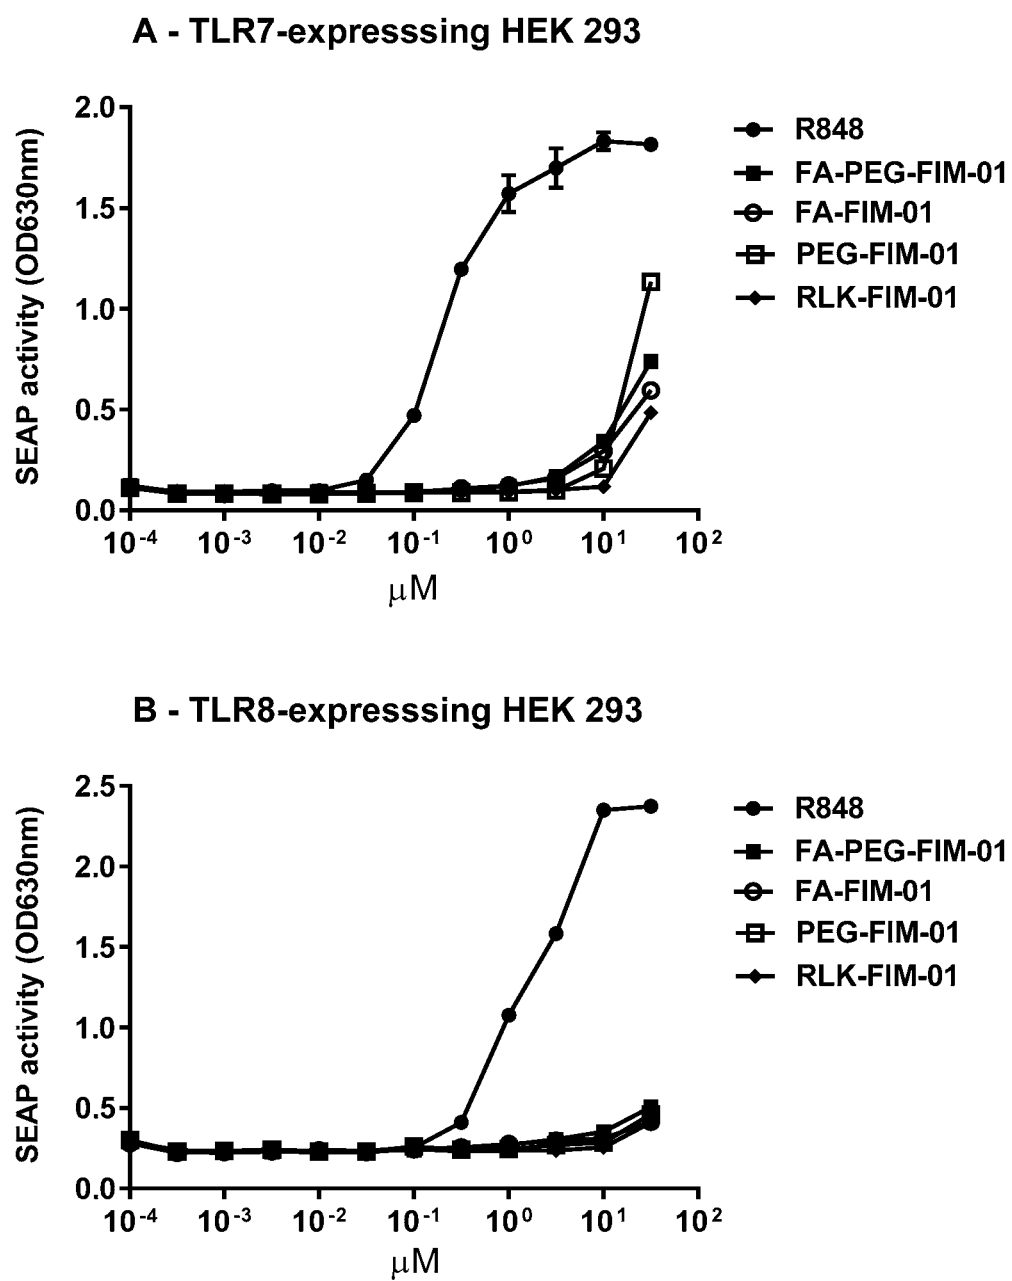 A - TLR7-expresssing HEK 293
SEAP activity (OD630nm)
2.0
1.5
1.0
0.5
0.0
10-4 10-3 10-2 10-1 100 101 102
μM
R848
FA-PEG-FIM-01
FA-FIM-01
PEG-FIM-01
RLK-FIM-01
B - TLR8-expresssing HEK 293
SEAP activity (OD630nm)
2.5
2.0
1.5
1.0
0.5
0.0
10-4 10-3 10-2 10-1 100 101 102
μM
R848
FA-PEG-FIM-01
FA-FIM-01
PEG-FIM-01
RLK-FIM-01